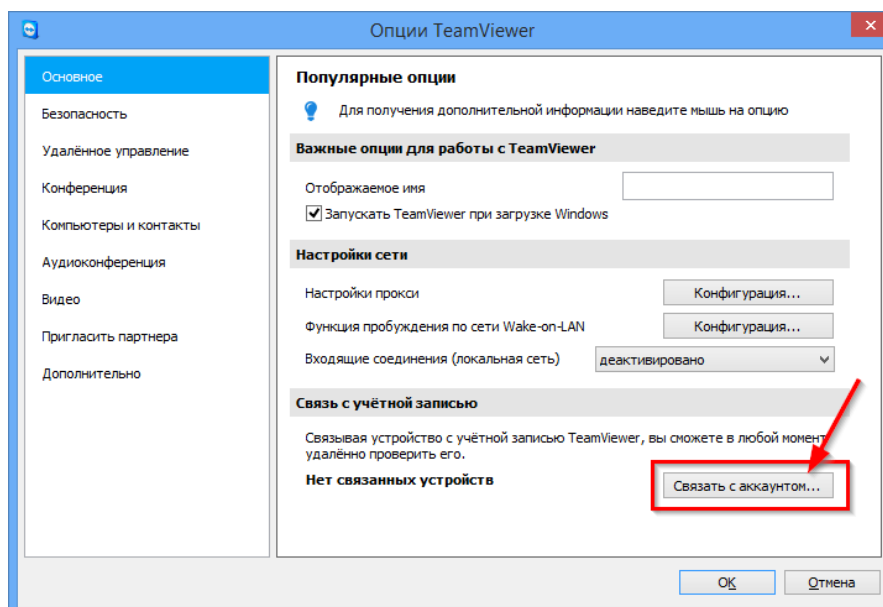 Опции TeamViewer
Основное
Безопасность
Удалённое управление
Конференция
Компьютеры и контакты
Аудиоконференция
Видео
Пригласить партнера
Дополнительно
Популярные опции
Для получения дополнительной информации наведите мышь на опцию
Важные опции для работы с TeamViewer
Отображаемое имя
Запускать TeamViewer при загрузке Windows
Настройки сети
Настройки прокси
Конфигурация...
Функция пробуждения по сети Wake-on-LAN
Конфигурация...
Входящие соединения (локальная сеть)
деактивировано
Связь с учётной записью
Связывая устройство с учётной записью TeamViewer, вы сможете в любой момент
удалённо проверить его.
Нет связанных устройств
Связать с аккаунтом...
ОК
Отмена